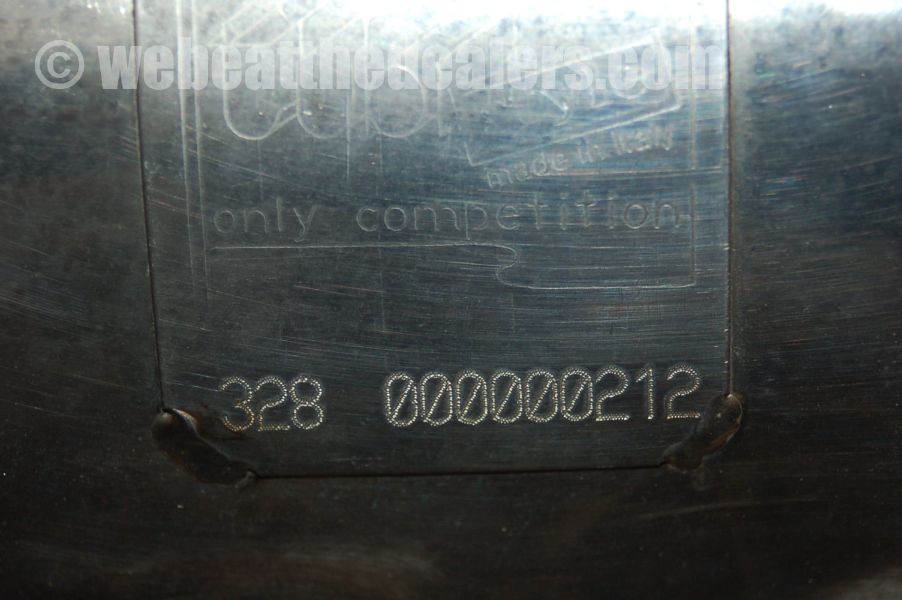 © webeatthedealers.com
made in Italy
only competition
328 000000212